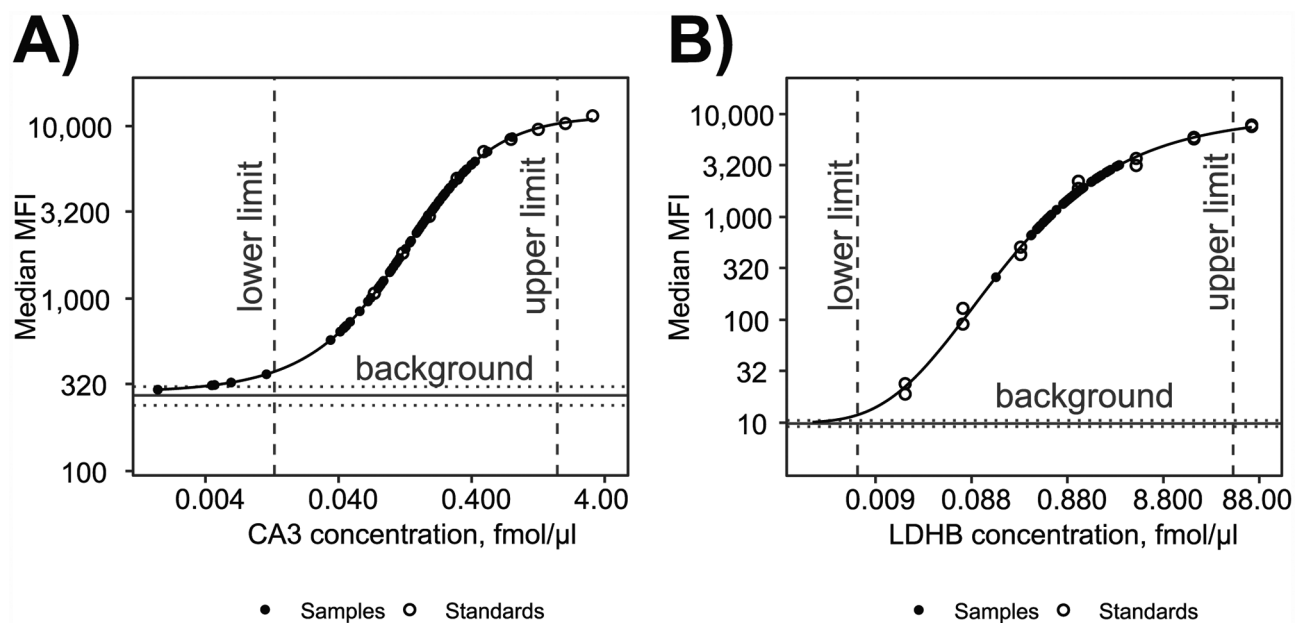 A)
Median MFI
10,000
3,200
1,000
320
100
lower limit
upper limit
background
0.004 0.040 0.400 4.00
CA3 concentration, fmol/µl
Samples Standards
B)
Median MFI
10,000
3,200
1,000
320
100
32
10
lower limit
upper limit
background
0.009 0.088 0.880 8.800 88.00
LDHB concentration, fmol/µl
Samples Standards